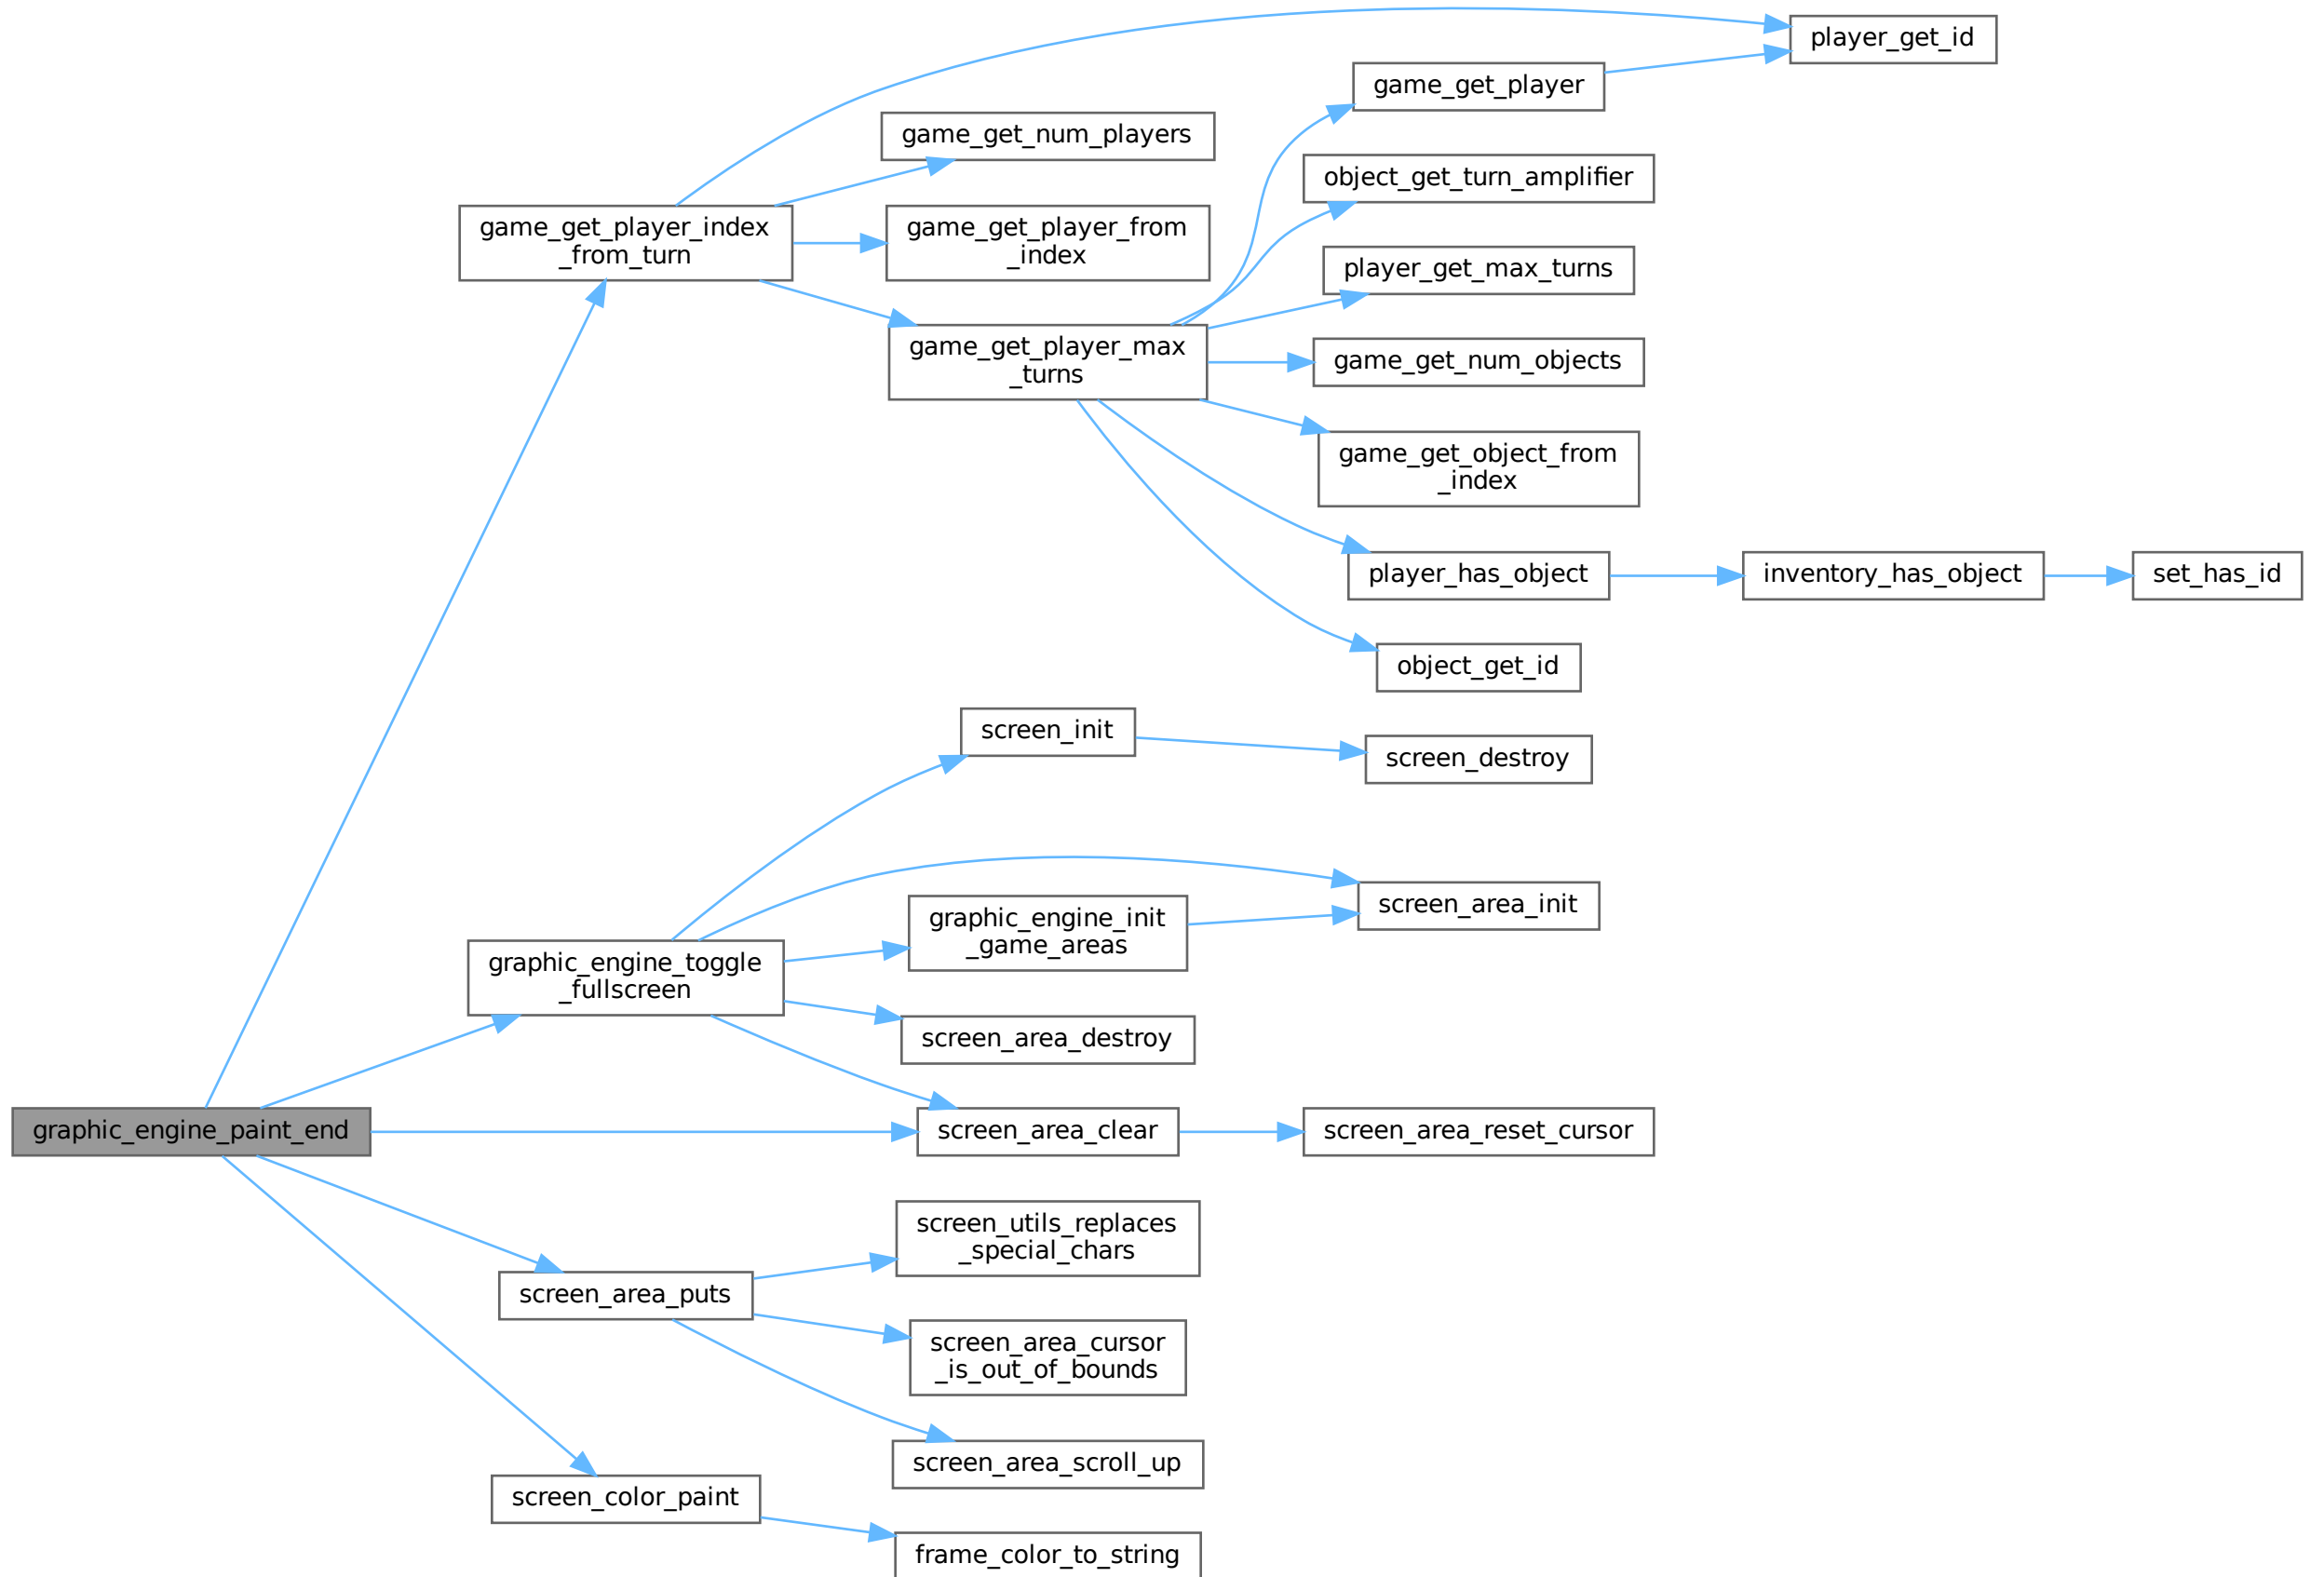 player_get_id
game_get_player
game_get_num_players
object_get_turn_amplifier
game_get_player_index
_from_turn
game_get_player_from
_index
player_get_max_turns
game_get_player_max
_turns
game_get_num_objects
game_get_object_from
_index
player_has_object
inventory_has_object
set_has_id
object_get_id
screen_init
screen_destroy
screen_area_init
graphic_engine_init
_game_areas
graphic_engine_toggle
_fullscreen
screen_area_destroy
graphic_engine_paint_end
screen_area_clear
screen_area_reset_cursor
screen_utils_replaces
_special_chars
screen_area_puts
screen_area_cursor
_is_out_of_bounds
screen_area_scroll_up
screen_color_paint
frame_color_to_string